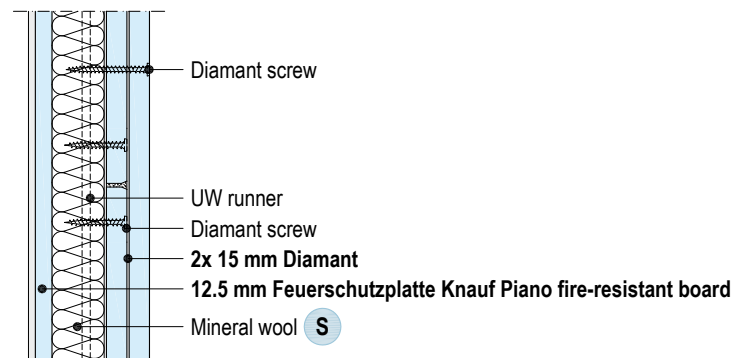 Diamant screw
UW runner
Diamant screw
2x 15 mm Diamant
12.5 mm Feuerschutzplatte Knauf Piano fire-resistant board
Mineral wool S